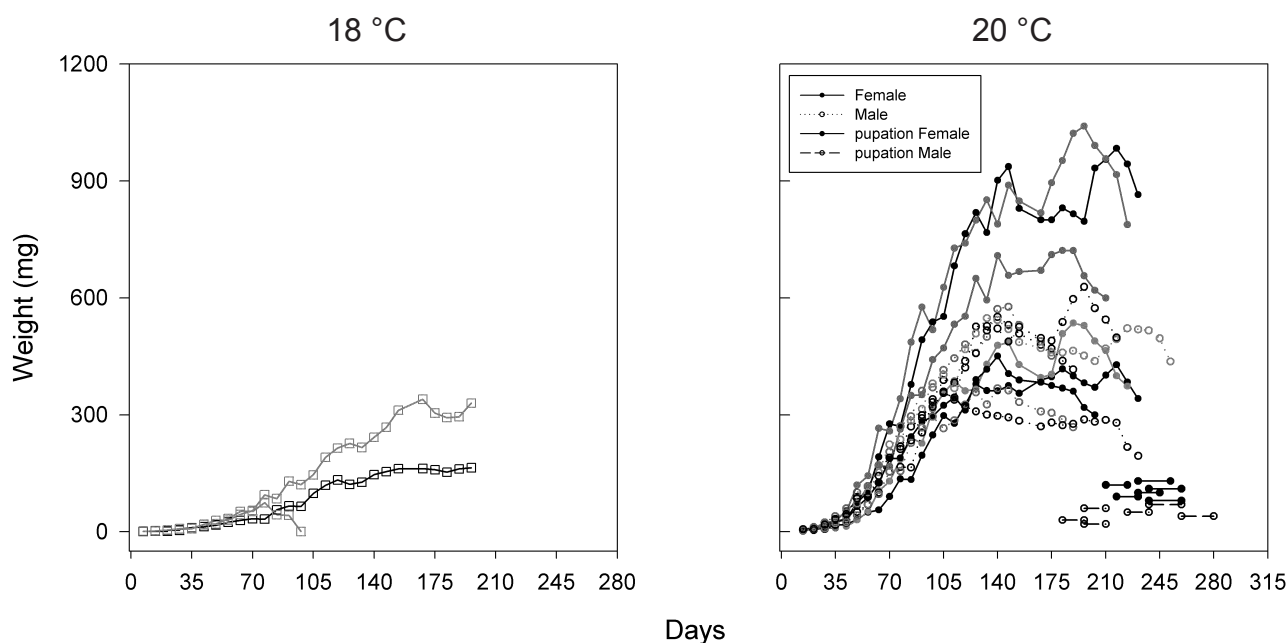 18 °C
20 °C
1200
900
600
300
0
Weight (mg)
0 35 70 105 140 175 210 245 280
Female
Male
pupation Female
pupation Male
0 35 70 105 140 175 210 245 280 315
Days